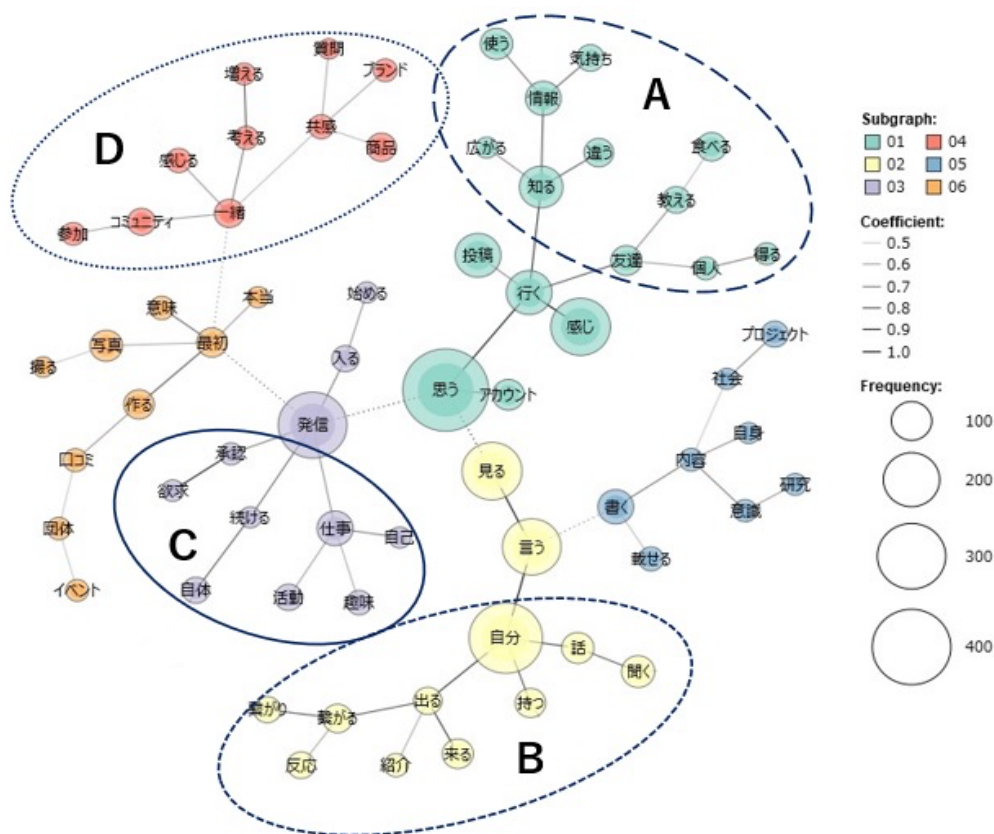 質問
使う
気持ち
増える
ブランド
A
情報
D
考える
共感
Subgraph:
01
04
商品
広がる
違う
食べる
02
05
感じる
知る
03
06
教える
参加
コミュニティ
一緒
Coefficient:
0.5
投稿
友達
個人
得る
0.6
意味
本当
始める
行く
0.7
0.8
写真
最初
感じ
プロジェクト
0.9
撮る
入る
1.0
社会
作る
思う
アカウント
Frequency:
発信
100
自身
口コミ
承認
見る
内容
200
欲求
研究
書く
意識
団体
続ける
仕事
自己
言う
300
C
載せる
イベント
自体
活動
趣味
自分
話
400
聞く
繋がり
繋がる
出る
持つ
反応
紹介
来る
B